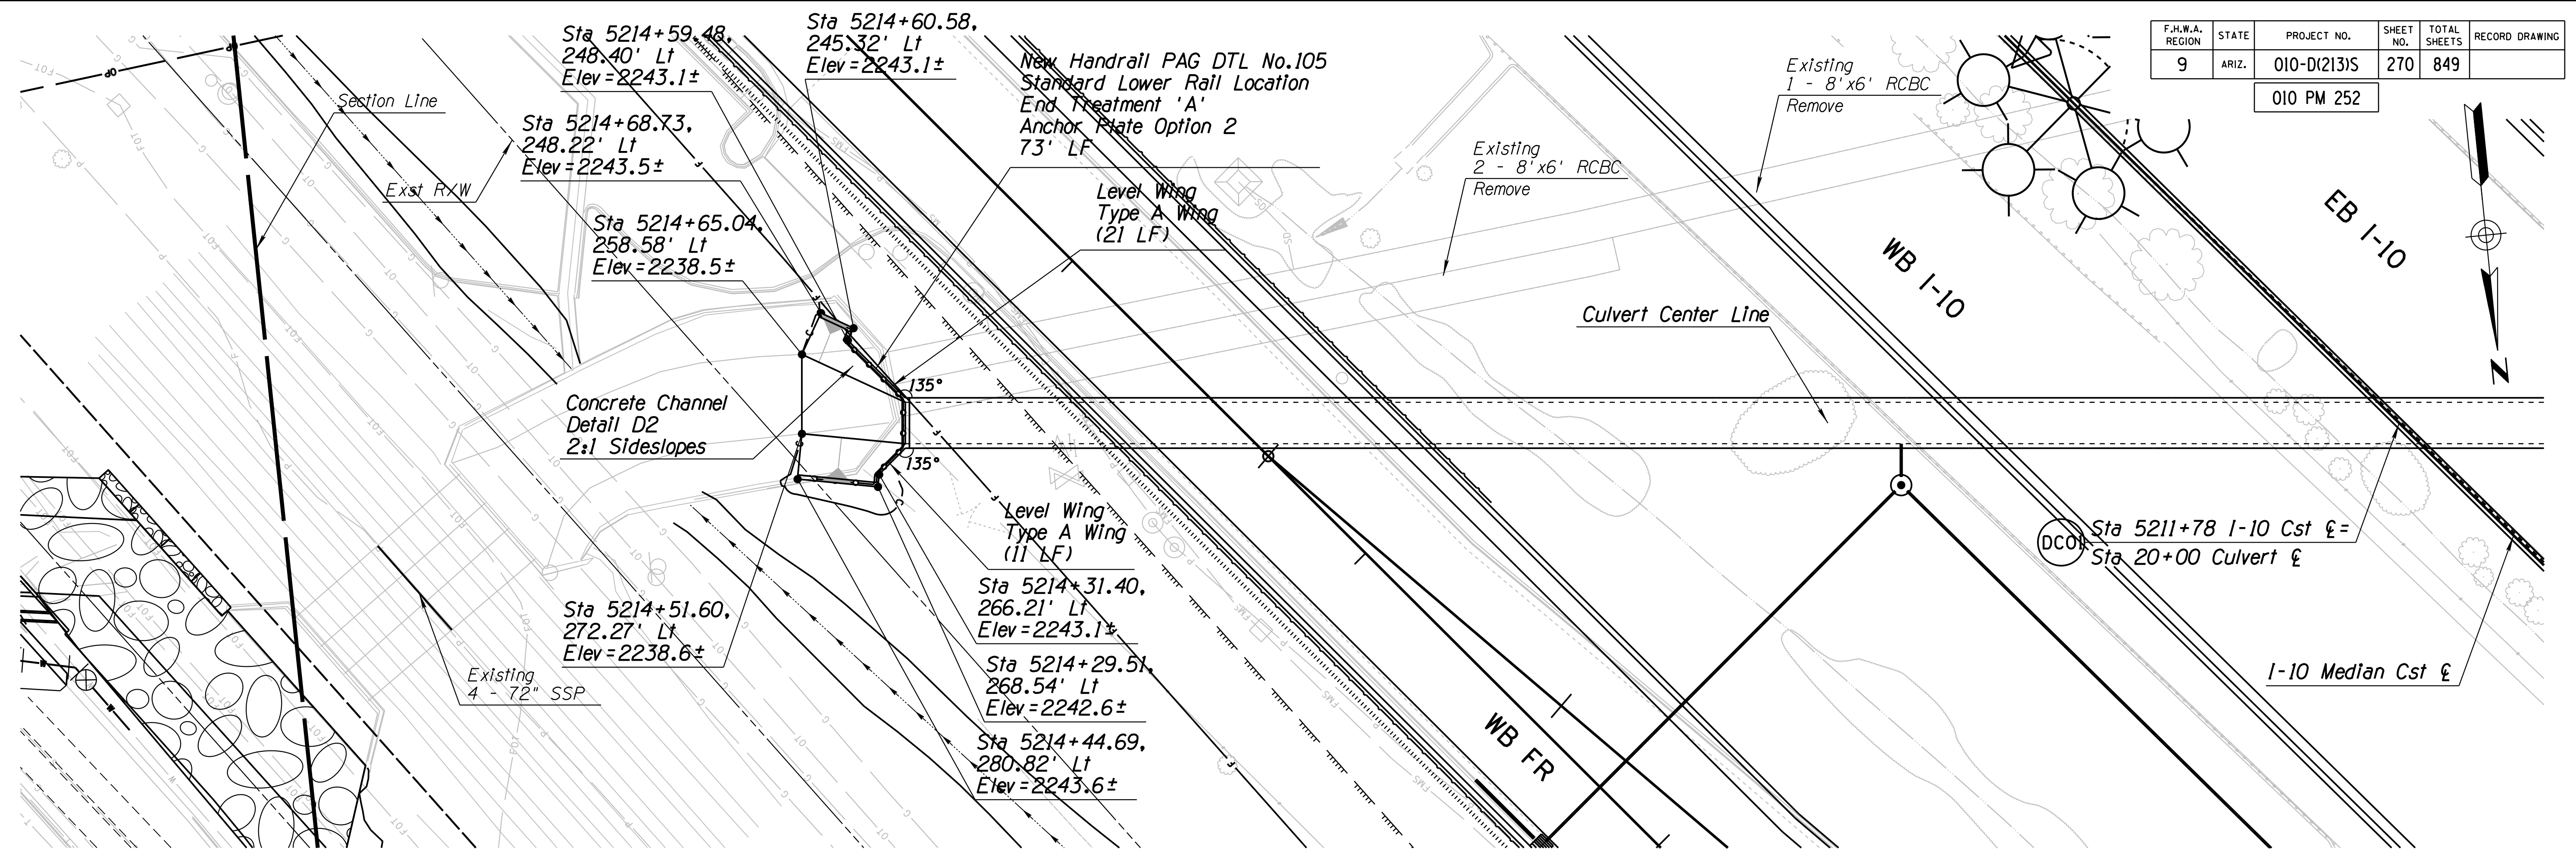 F.H.W.A. REGION STATE PROJECT NO. SHEET NO. TOTAL SHEETS RECORD DRAWING
9 ARIZ. 010-D(213)S 270 849
010 PM 252
Sta 5214+59.48,
248.40' Lt
Elev=2243.1±
Sta 5214+60.58,
245.32' Lt
Elev=2243.1±
New Handrail PAG DTL No.105
Standard Lower Rail Location
End Treatment 'A'
Anchor Plate Option 2
73' LF
Existing
1 - 8'x6' RCBC
Remove
Section Line
Exst R/W
Sta 5214+68.73,
248.22' Lt
Elev=2243.5±
Existing
2 - 8'x6' RCBC
Remove
Level Wing
Type A Wing
(21 LF)
Sta 5214+65.04,
258.58' Lt
Elev=2238.5±
EB I-10
WB I-10
N
Culvert Center Line
135°
135°
Concrete Channel
Detail D2
2:1 Sideslopes
Level Wing
Type A Wing
(11 LF)
DC01
Sta 5211+78 I-10 Cst ℄=
Sta 20+00 Culvert ℄
Sta 5214+31.40,
266.21' Lt
Elev=2243.1±
Sta 5214+51.60,
272.27' Lt
Elev=2238.6±
Sta 5214+29.51,
268.54' Lt
Elev=2242.6±
Existing
4 - 72" SSP
I-10 Median Cst ℄
WB FR
Sta 5214+44.69,
280.82' Lt
Elev=2243.6±